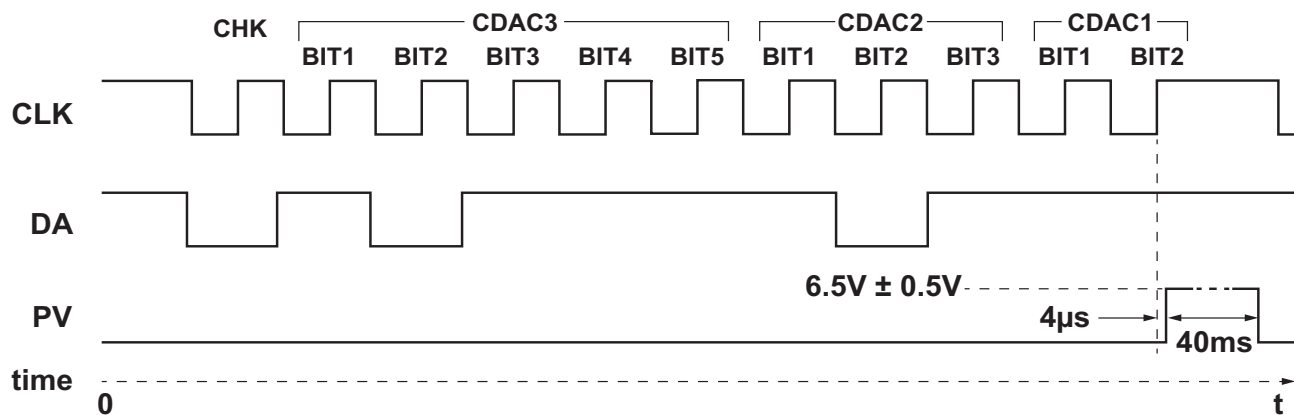 CHK CDAC3 CDAC2 CDAC1
BIT1 BIT2 BIT3 BIT4 BIT5 BIT1 BIT2 BIT3 BIT1 BIT2
CLK
DA
6.5V ± 0.5V
PV
4µs
40ms
time
0 t